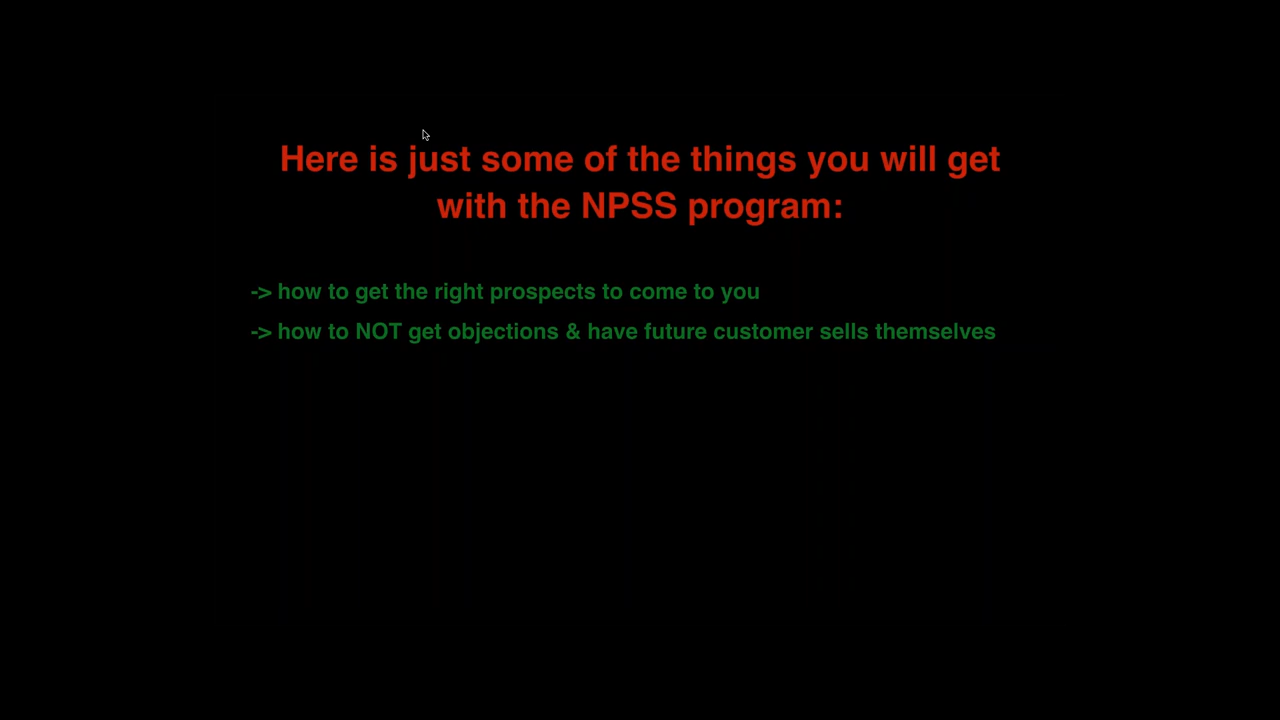 Here is just some of the things you will get
with the NPSS program:
-> how to get the right prospects to come to you
-> how to NOT get objections & have future customer sells themselves